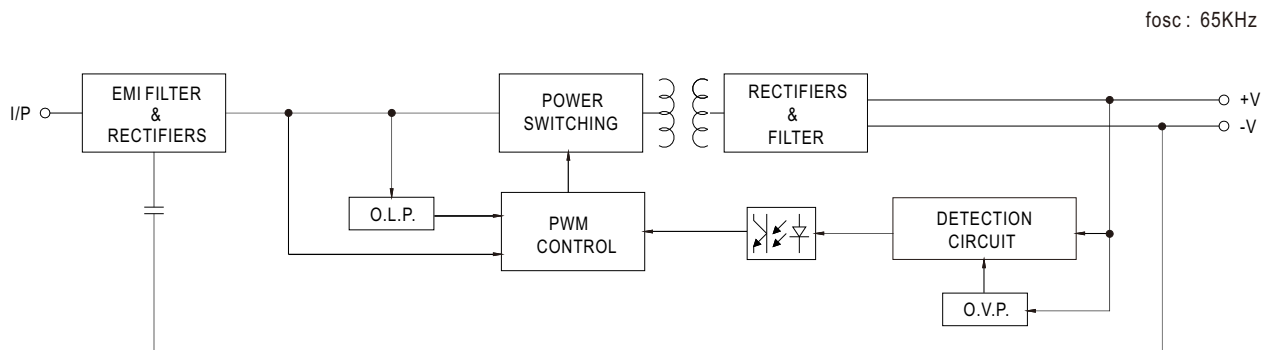 fosc : 65KHz
I/P
EMI FILTER
&
RECTIFIERS
POWER
SWITCHING
RECTIFIERS
&
FILTER
+V
-V
O.L.P.
PWM
CONTROL
DETECTION
CIRCUIT
O.V.P.